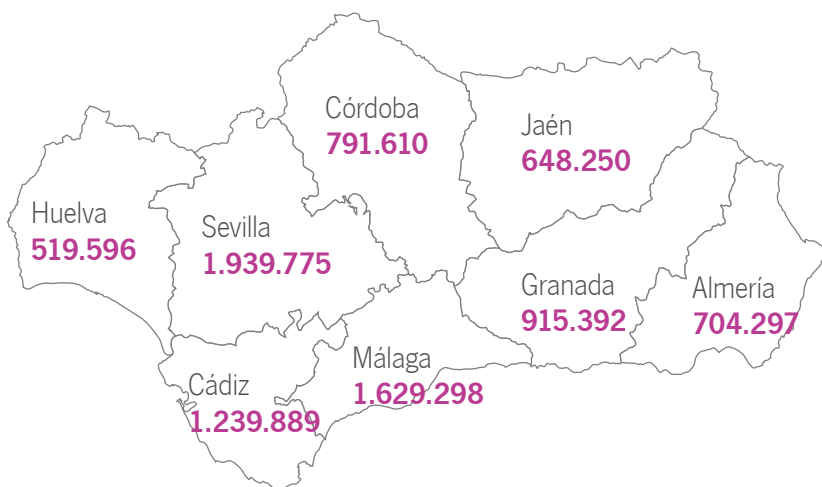 Córdoba
791.610
Jaén
648.250
Huelva
519.596
Sevilla
1.939.775
Granada
915.392
Almería
704.297
Málaga
1.629.298
Cádiz
1.239.889